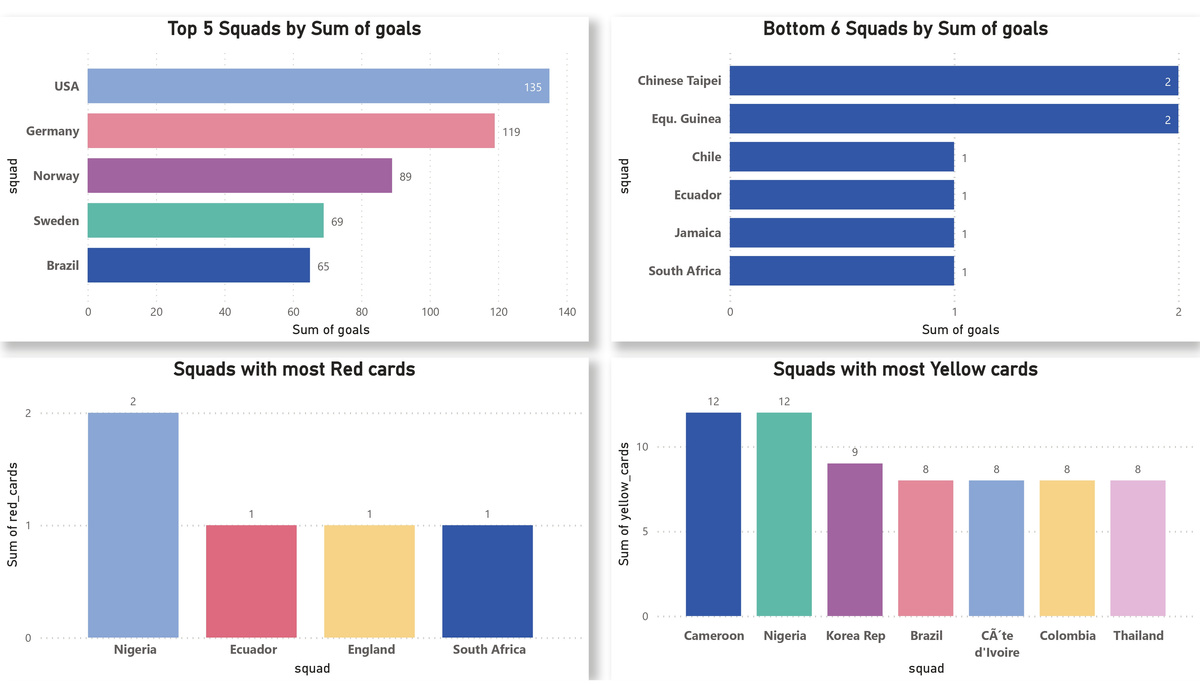 Top 5 Squads by Sum of goals
squad
USA
135
Germany
119
Norway
89
Sweden
69
Brazil
65
0 20 40 60 80 100 120 140
Sum of goals
Bottom 6 Squads by Sum of goals
squad
Chinese Taipei
2
Equ. Guinea
2
Chile
1
Ecuador
1
Jamaica
1
South Africa
1
0 1 2
Sum of goals
Squads with most Red cards
Sum of red_cards
2
1
0
2
1
1
1
Nigeria Ecuador England South Africa
squad
Squads with most Yellow cards
Sum of yellow_cards
10
5
0
12
12
9
8
8
8
8
Cameroon Nigeria Korea Rep Brazil CÃ´te Colombia Thailand
d'Ivoire
squad